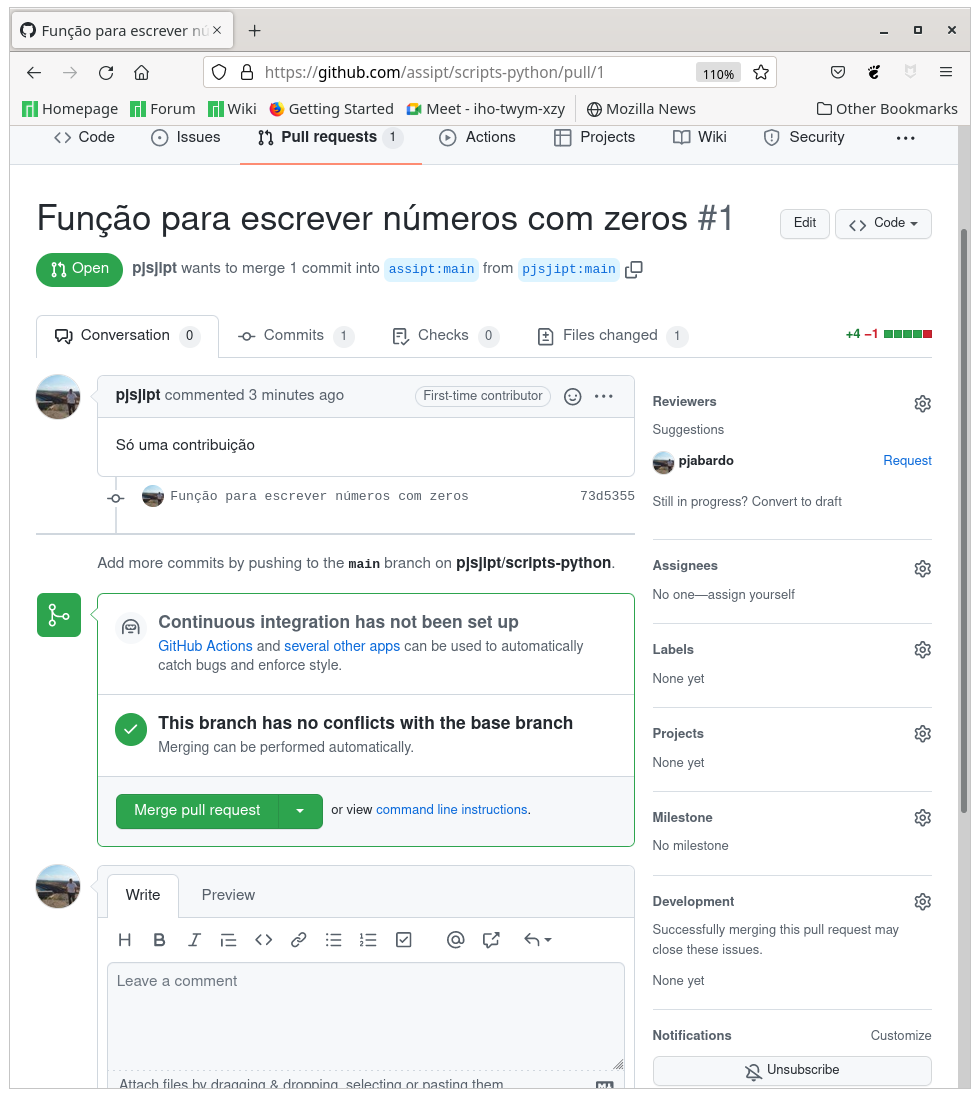 Função para escrever nú
https://github.com/assipt/scripts-python/pull/1
110%
Homepage Forum Wiki Getting Started Meet - iho-twym-xzy Mozilla News Other Bookmarks
Code Issues Pull requests 1 Actions Projects Wiki Security
Função para escrever números com zeros #1
Edit
Code
Open
pjsjipt wants to merge 1 commit into assipt:main from pjsjipt:main
Conversation 0 Commits 1 Checks 0 Files changed 1
+4 −1
pjsjipt commented 3 minutes ago
First-time contributor
Só uma contribuição
Função para escrever números com zeros 73d5355
Add more commits by pushing to the main branch on pjsjipt/scripts-python.
Continuous integration has not been set up
GitHub Actions and several other apps can be used to automatically
catch bugs and enforce style.
This branch has no conflicts with the base branch
Merging can be performed automatically.
Merge pull request
or view command line instructions.
Write Preview
Leave a comment
Attach files by dragging & dropping, selecting or pasting them.
Reviewers
Suggestions
pjabardo Request
Still in progress? Convert to draft
Assignees
No one—assign yourself
Labels
None yet
Projects
None yet
Milestone
No milestone
Development
Successfully merging this pull request may
close these issues.
None yet
Notifications Customize
Unsubscribe